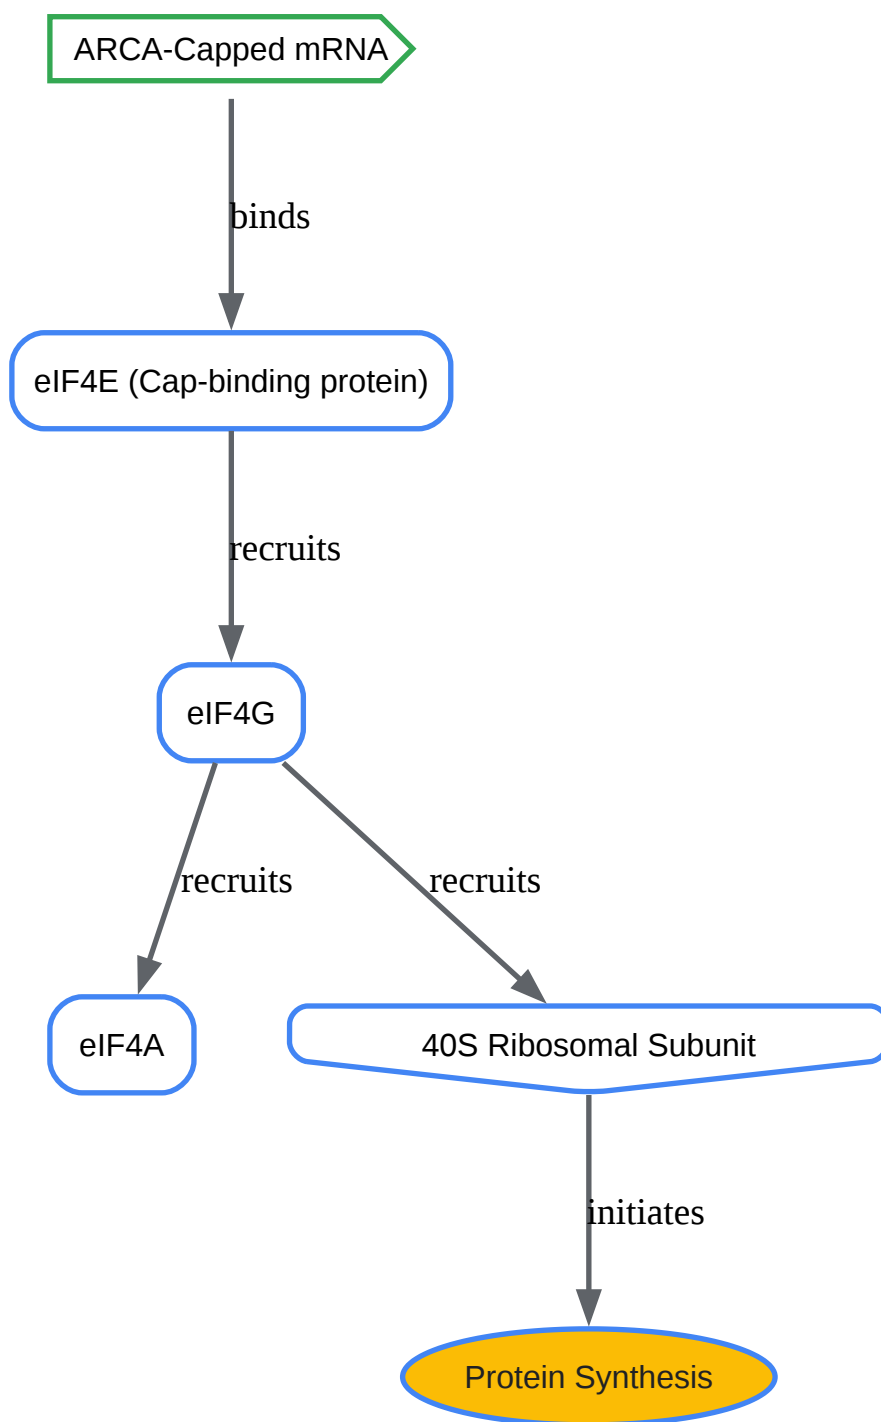 ARCA-Capped mRNA
binds
eIF4E (Cap-binding protein)
recruits
eIF4G
recruits
recruits
eIF4A
40S Ribosomal Subunit
initiates
Protein Synthesis